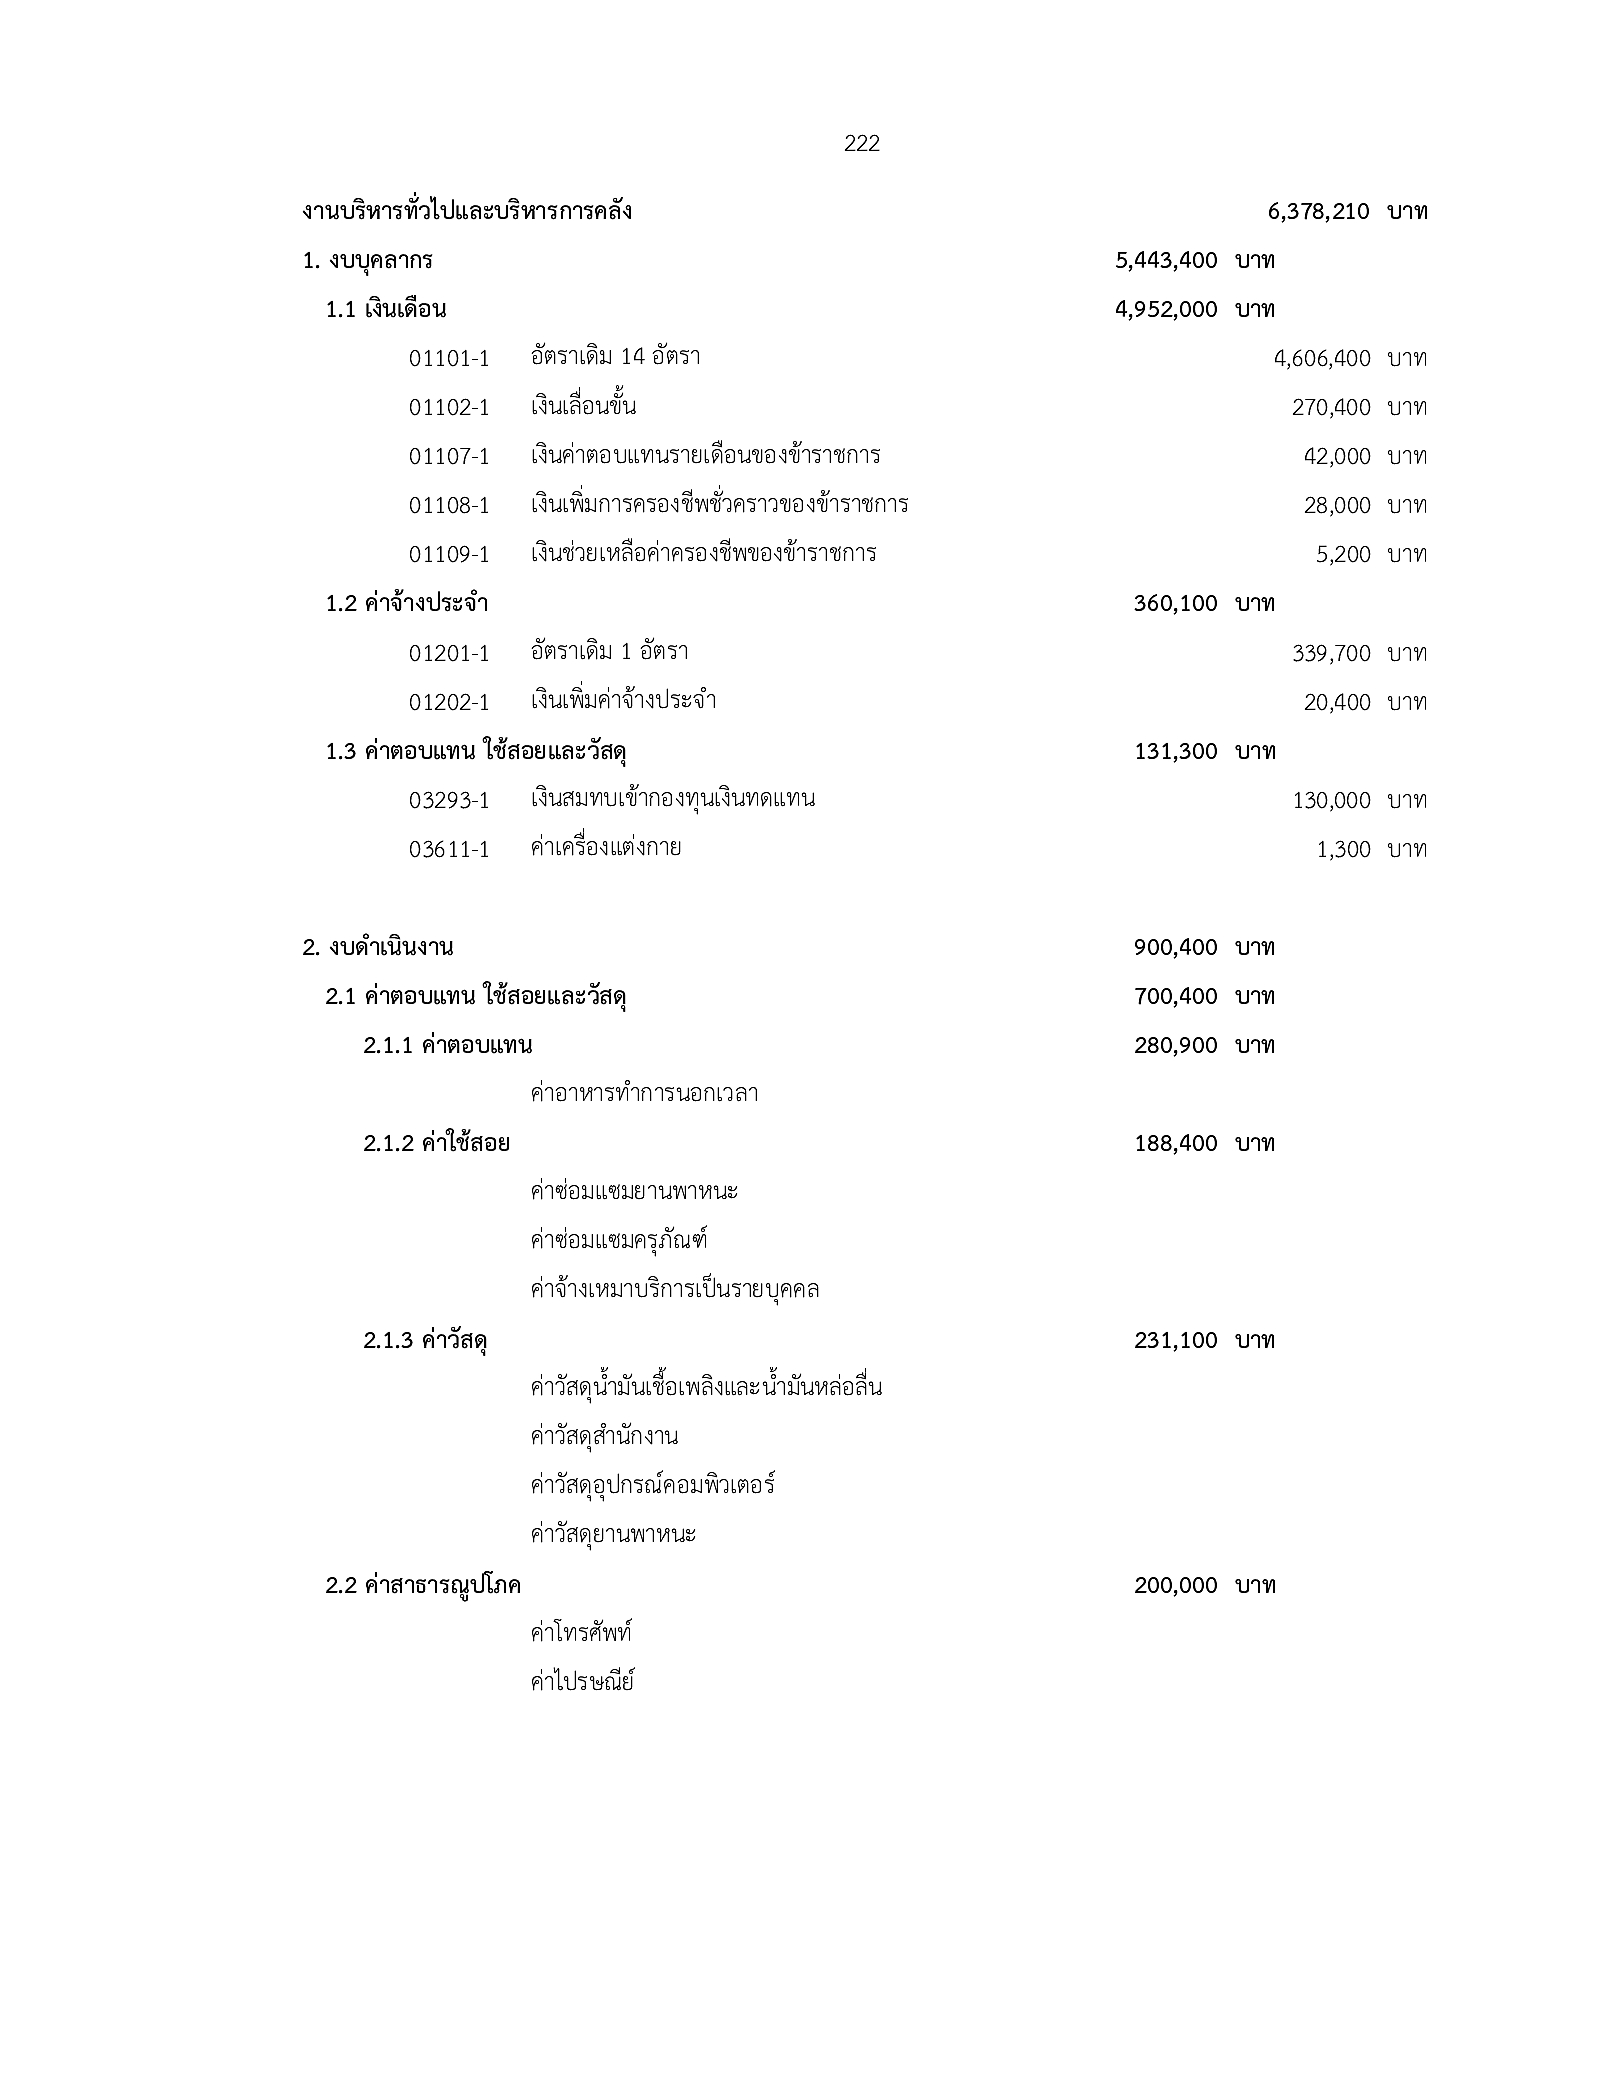 222
งานบริหารทั่วไปและบริหารการคลัง 6,378,210 บาท
1. งบบุคลากร 5,443,400 บาท
1.1 เงินเดือน 4,952,000 บาท
01101-1 อัตราเดิม 14 อัตรา 4,606,400 บาท
01102-1 เงินเลื่อนขั้น 270,400 บาท
01107-1 เงินค่าตอบแทนรายเดือนของข้าราชการ 42,000 บาท
01108-1 เงินเพิ่มการครองชีพชั่วคราวของข้าราชการ 28,000 บาท
01109-1 เงินช่วยเหลือค่าครองชีพของข้าราชการ 5,200 บาท
1.2 ค่าจ้างประจำ 360,100 บาท
01201-1 อัตราเดิม 1 อัตรา 339,700 บาท
01202-1 เงินเพิ่มค่าจ้างประจำ 20,400 บาท
1.3 ค่าตอบแทน ใช้สอยและวัสดุ 131,300 บาท
03293-1 เงินสมทบเข้ากองทุนเงินทดแทน 130,000 บาท
03611-1 ค่าเครื่องแต่งกาย 1,300 บาท
2. งบดำเนินงาน 900,400 บาท
2.1 ค่าตอบแทน ใช้สอยและวัสดุ 700,400 บาท
2.1.1 ค่าตอบแทน 280,900 บาท
ค่าอาหารทำการนอกเวลา
2.1.2 ค่าใช้สอย 188,400 บาท
ค่าซ่อมแซมยานพาหนะ
ค่าซ่อมแซมครุภัณฑ์
ค่าจ้างเหมาบริการเป็นรายบุคคล
2.1.3 ค่าวัสดุ 231,100 บาท
ค่าวัสดุน้ำมันเชื้อเพลิงและน้ำมันหล่อลื่น
ค่าวัสดุสำนักงาน
ค่าวัสดุอุปกรณ์คอมพิวเตอร์
ค่าวัสดุยานพาหนะ
2.2 ค่าสาธารณูปโภค 200,000 บาท
ค่าโทรศัพท์
ค่าไปรษณีย์